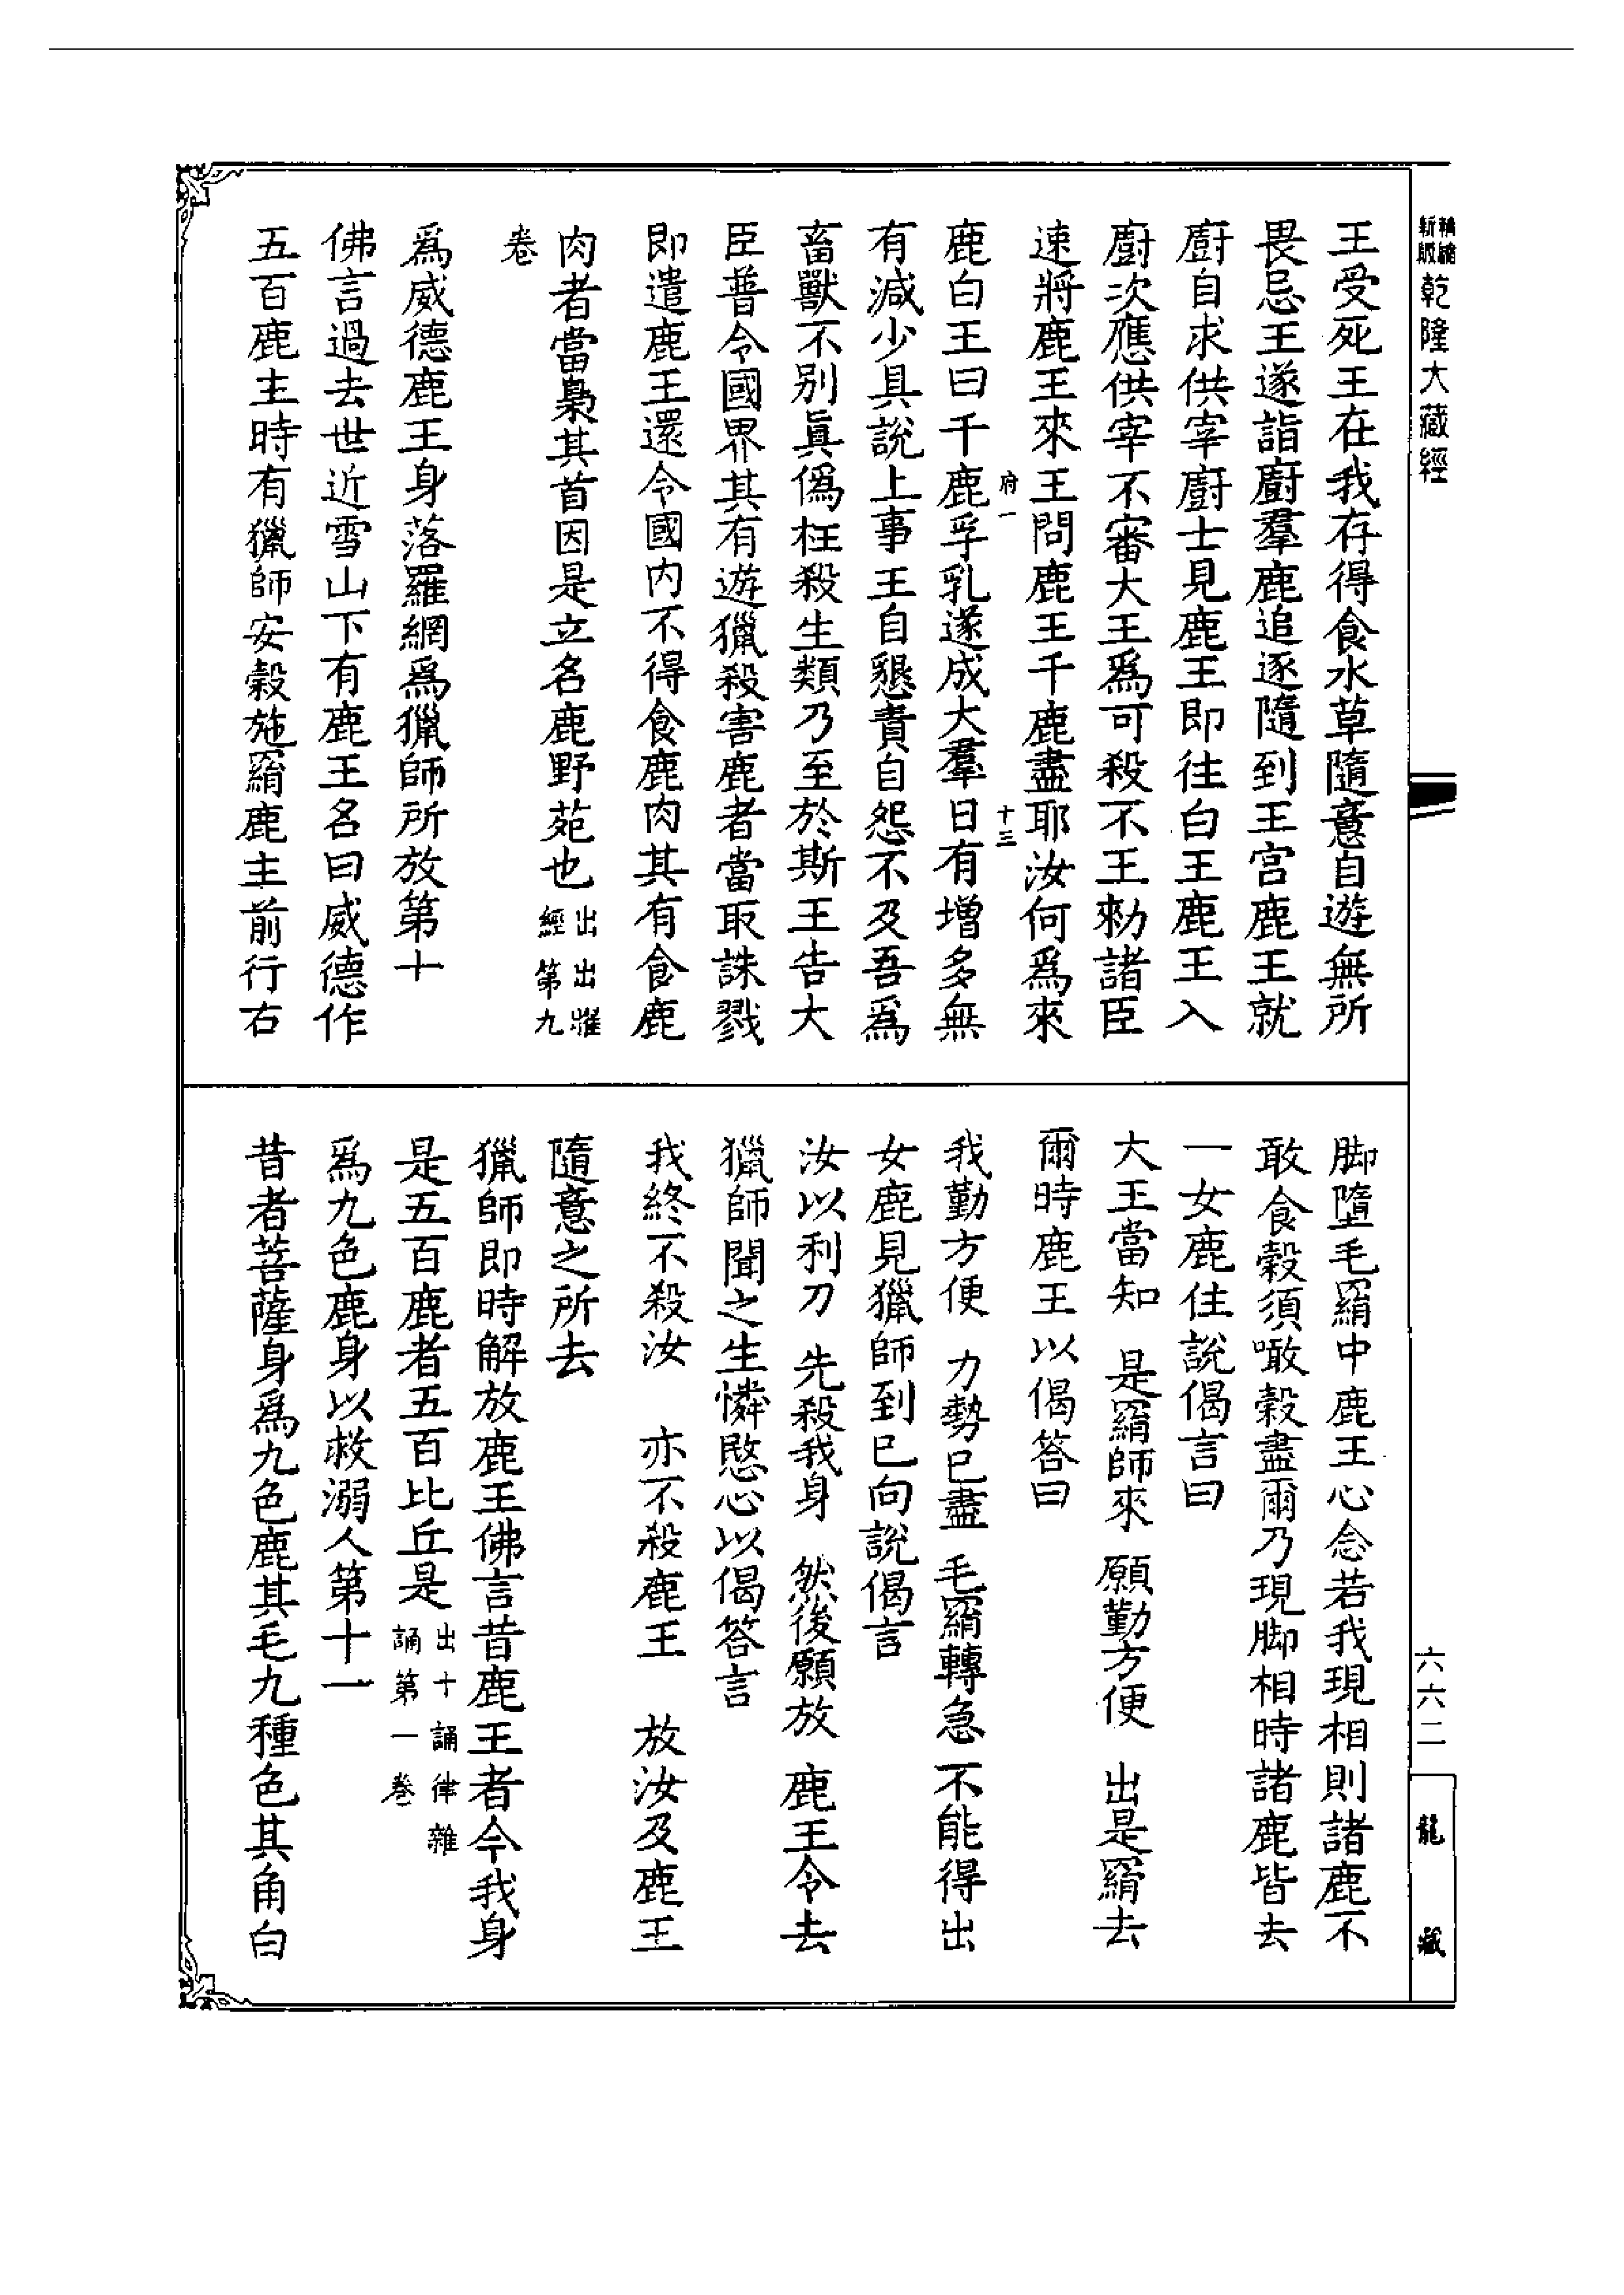 精縮新版乾隆大藏經
王受死王在我存得食水草隨意自遊無所
畏忌王遂詣廚羣鹿追逐隨到王宮鹿王就
廚自求供宰廚士見鹿王即往白王鹿王入
廚次應供宰不審大王爲可殺不王勑諸臣
速將鹿王來王問鹿王千鹿盡耶汝何爲來
府一
十三
鹿白王曰千鹿孚乳遂成大羣日有增多無
有減少具說上事王自懇責自怨不及吾爲
畜獸不別眞僞枉殺生類乃至於斯王告大
臣普令國界其有遊獵殺害鹿者當取誅戮
即遣鹿王還令國內不得食鹿肉其有食鹿
肉者當梟其首因是立名鹿野苑也出出曜經第九
卷
爲威德鹿王身落羅網爲獵師所放第十
佛言過去世近雪山下有鹿王名曰威德作
五百鹿主時有獵師安穀施羂鹿主前行右
脚墮毛羂中鹿王心念若我現相則諸鹿不
敢食穀須噉穀盡爾乃現脚相時諸鹿皆去
一女鹿住說偈言曰
大王當知 是羂師來 願勤方便 出是羂去
爾時鹿王以偈答曰
我勤方便 力勢已盡 毛羂轉急 不能得出
女鹿見獵師到已向說偈言
汝以利刀 先殺我身 然後願放 鹿王令去
獵師聞之生憐愍心以偈答言
我終不殺汝 亦不殺鹿王 放汝及鹿王
隨意之所去
獵師即時解放鹿王佛言昔鹿王者今我身
是五百鹿者五百比丘是出十誦律雜誦第一卷
爲九色鹿身以救溺人第十一
昔者菩薩身爲九色鹿其毛九種色其角白
六六二
龍藏